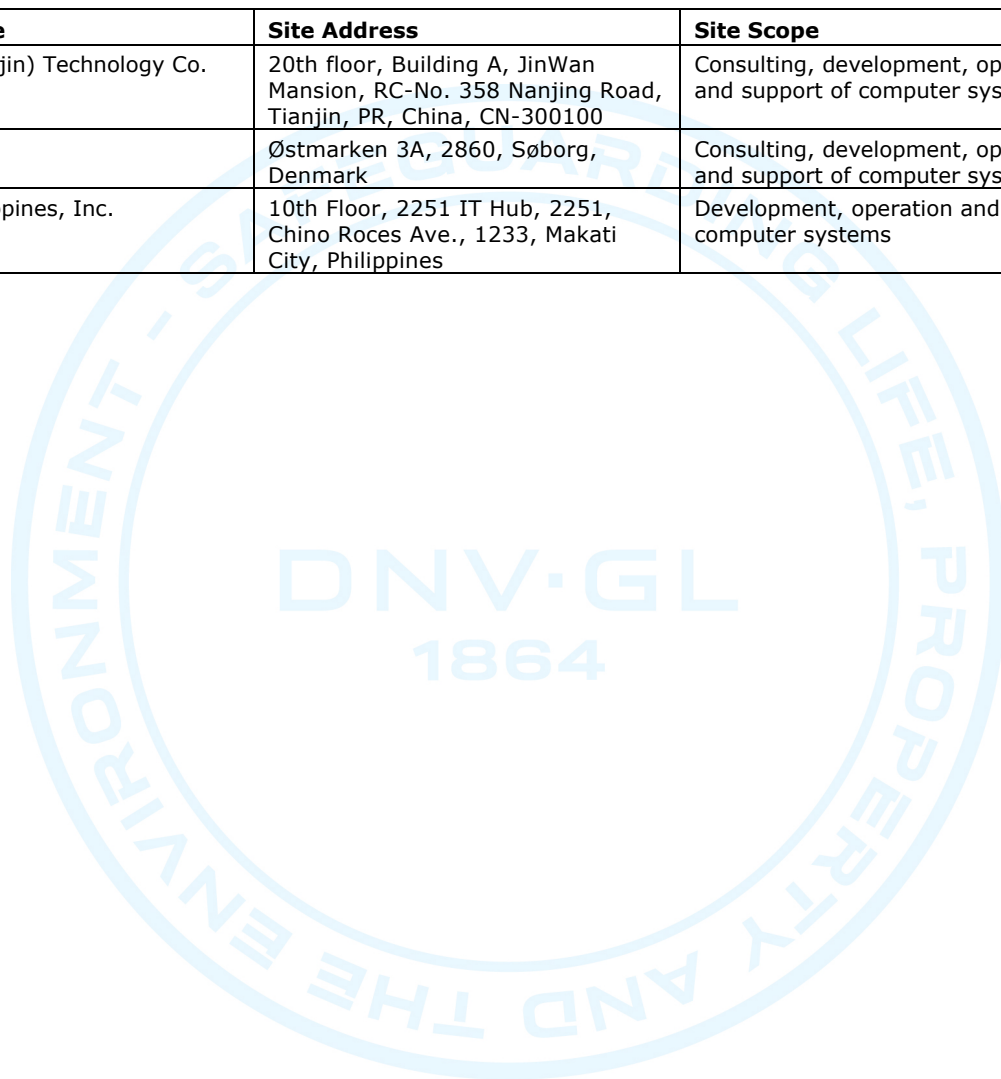 e Site Address Site Scope
jin) Technology Co. 20th floor, Building A, JinWan Consulting, development, op
Mansion, RC-No. 358 Nanjing Road, and support of computer sys
Tianjin, PR, China, CN-300100
Østmarken 3A, 2860, Søborg, Consulting, development, op
Denmark and support of computer sys
pines, Inc. 10th Floor, 2251 IT Hub, 2251, Development, operation and
Chino Roces Ave., 1233, Makati computer systems
City, Philippines
SAFEGUARDING LIFE, PROPERTY AND THE ENVIRONMENT -
DNV·GL
1864